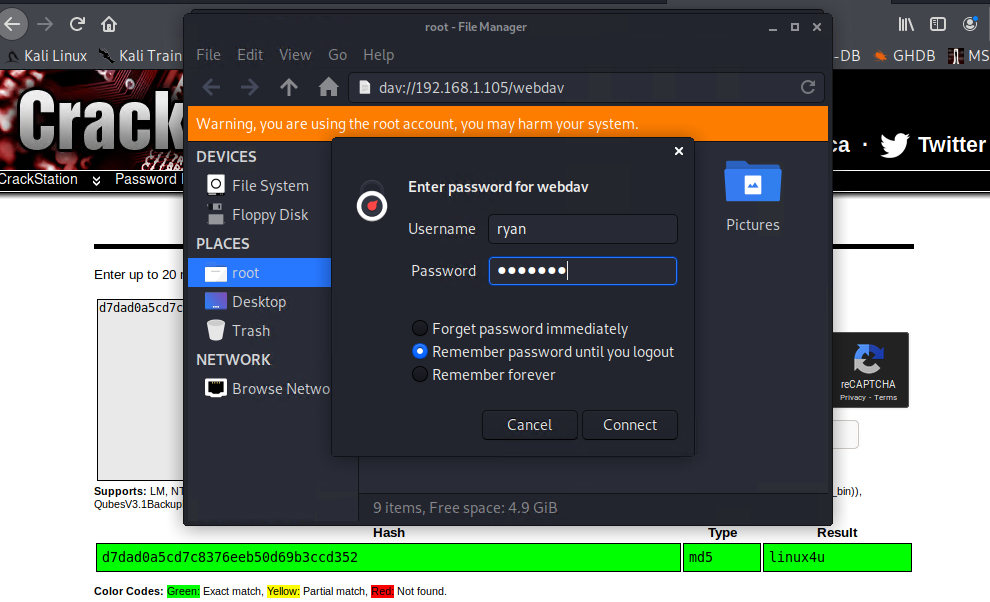 root - File Manager
Kali Linux
Kali Train
-DB
GHDB
MS
File Edit View Go Help
dav://192.168.1.105/webdav
Warning, you are using the root account, you may harm your system.
Crack
ca · Twitter
CrackStation
Password
DEVICES
File System
Floppy Disk
PLACES
root
Desktop
Trash
NETWORK
Browse Netwo
Pictures
Enter password for webdav
Username ryan
Password ●●●●●●●
Forget password immediately
Remember password until you logout
Remember forever
Cancel Connect
9 items, Free space: 4.9 GiB
Enter up to 20
d7dad0a5cd7c
reCAPTCHA
Privacy - Terms
Supports: LM, NT
_bin)),
QubesV3.1Backup
Hash Type Result
d7dad0a5cd7c8376eeb50d69b3ccd352 md5 linux4u
Color Codes: Green: Exact match, Yellow: Partial match, Red: Not found.